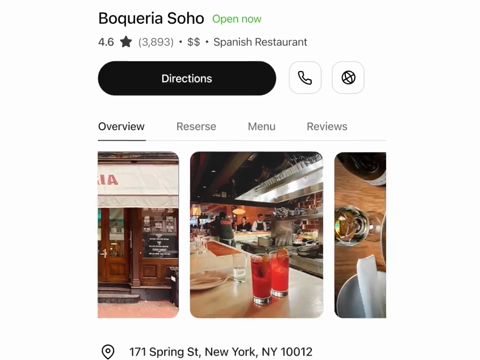 Boqueria Soho Open now
4.6 ★ (3,893) • $$ • Spanish Restaurant
Directions
Overview Reserse Menu Reviews
IA
171 Spring St, New York, NY 10012